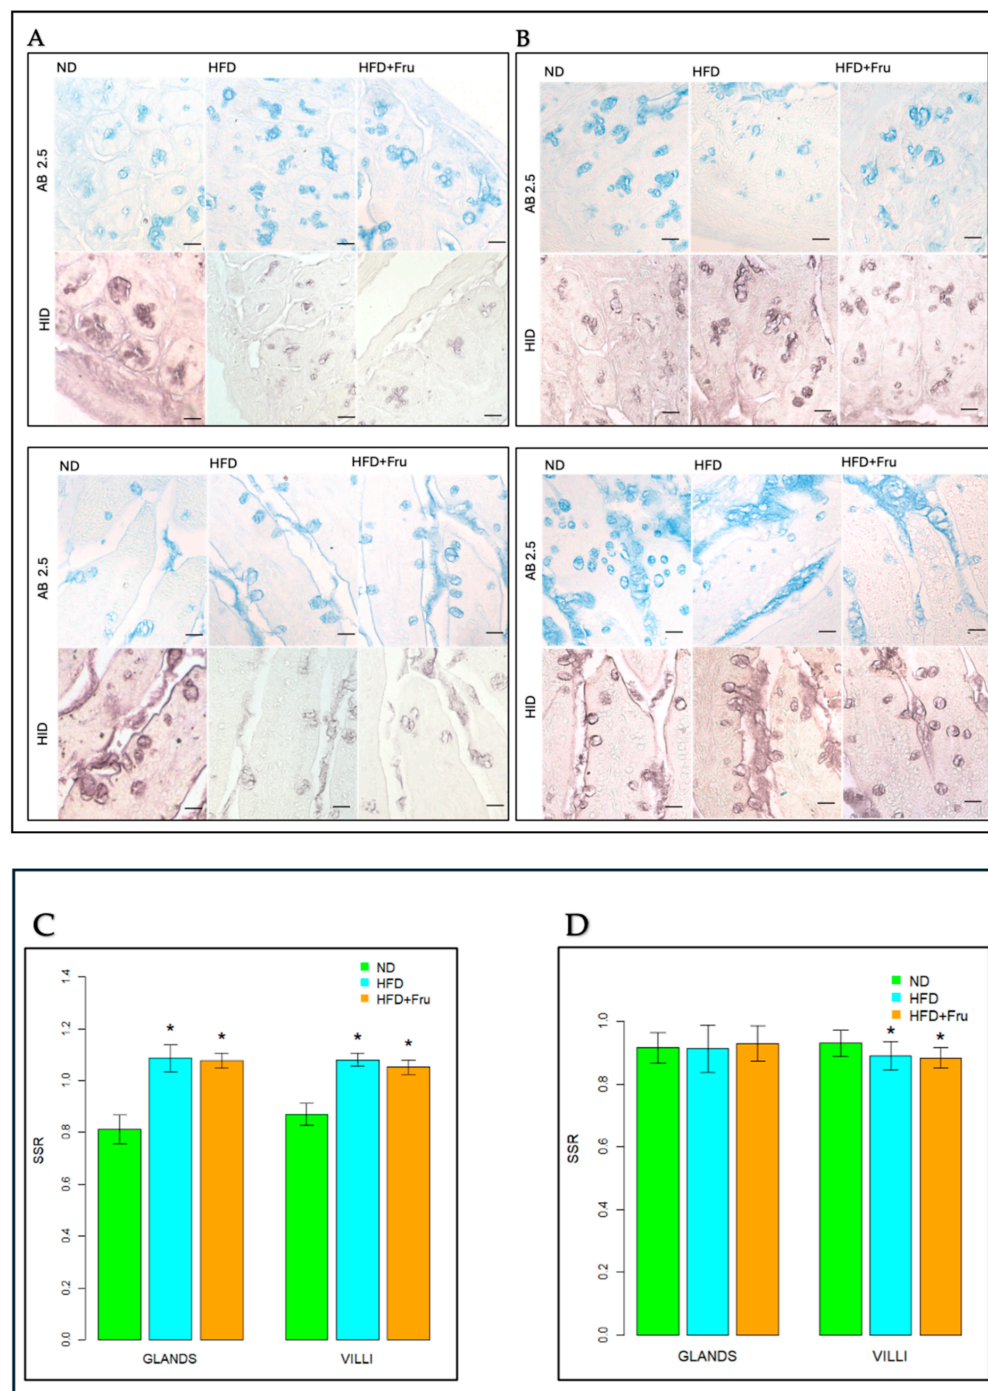 A
ND HFD HFD+Fru
AB 2.5
HID
ND HFD HFD+Fru
AB 2.5
HID
B
ND HFD HFD+Fru
AB 2.5
HID
ND HFD HFD+Fru
AB 2.5
HID
C
ND
HFD
HFD+Fru
1.4
1.2
1.0
0.8
0.6
0.4
0.2
0.0
SSR
* * * *
GLANDS VILLI
D
ND
HFD
HFD+Fru
1.0
0.8
0.6
0.4
0.2
0.0
SSR
* *
GLANDS VILLI